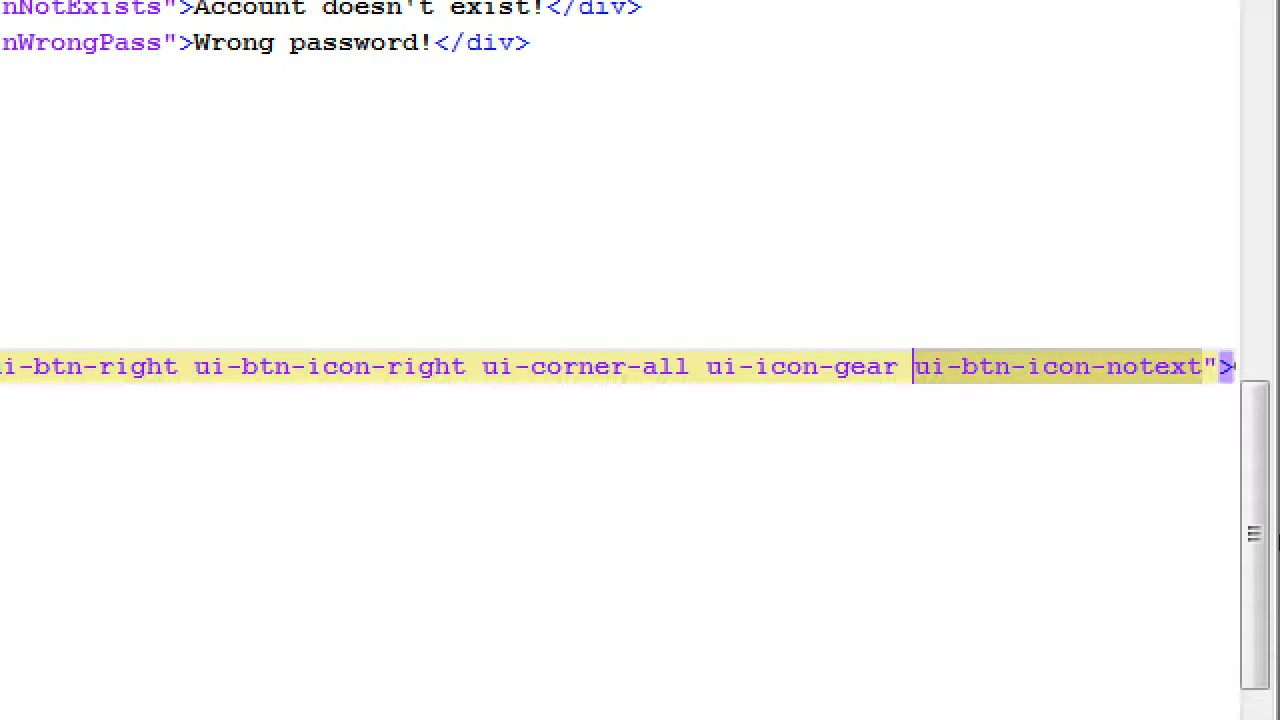 nNotExists">Account doesn't exist!</div>
nWrongPass">Wrong password!</div>
ui-btn-right ui-btn-icon-right ui-corner-all ui-icon-gear ui-btn-icon-notext">